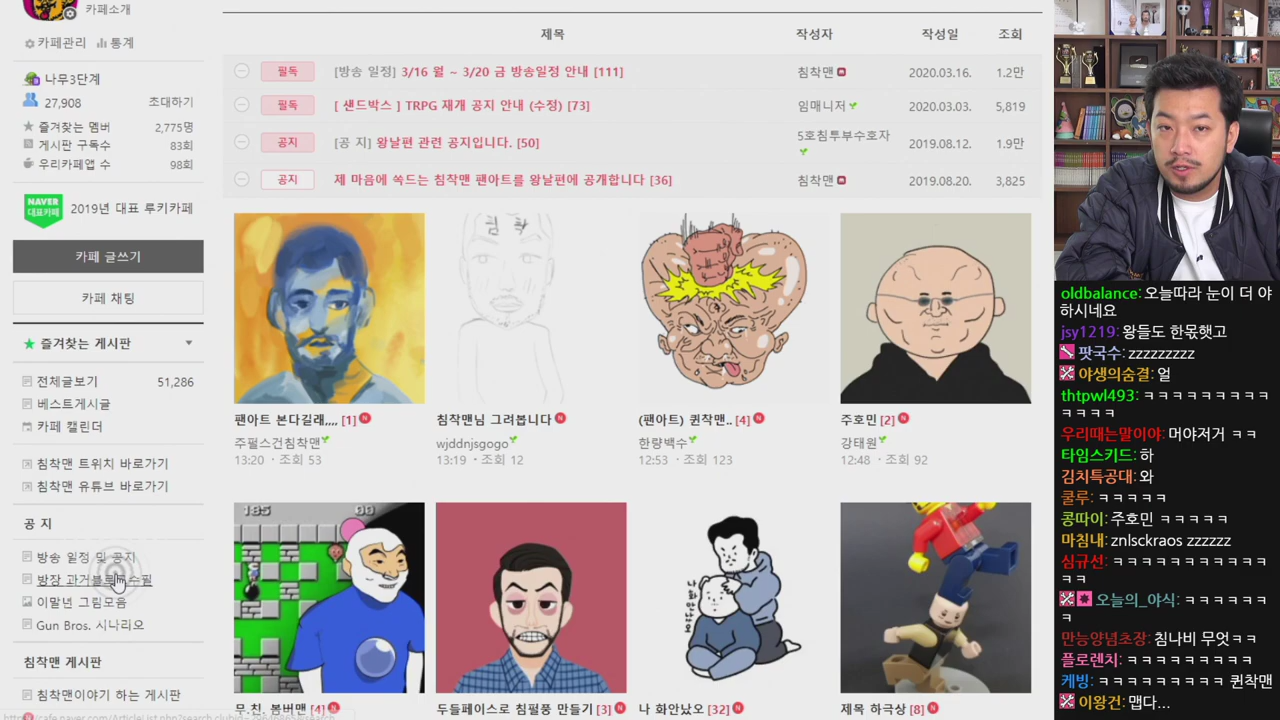 카페소개
카페관리 통계
나무3단계
27,908 초대하기
즐겨찾는 멤버 2,775명
게시판 구독수 83회
우리카페앱 수 98회
NAVER
대표카페
2019년 대표 루키카페
카페 글쓰기
카페 채팅
즐겨찾는 게시판
전체글보기 51,286
베스트게시글
카페 캘린더
침착맨 트위치 바로가기
침착맨 유튜브 바로가기
공 지
방송 일정 및 공지
이말년 그림모음
Gun Bros. 시나리오
침착맨 게시판
침착맨이야기 하는 게시판
제목 작성자 작성일 조회
필독 [방송 일정] 3/16 월 ~ 3/20 금 방송일정 안내 [111] 침착맨 2020.03.16. 1.2만
필독 [ 샌드박스 ] TRPG 재개 공지 안내 (수정) [73] 임매니저 2020.03.03. 5,819
공지 [공 지] 왕날편 관련 공지입니다. [50] 5호침투부수호자 2019.08.12. 1.9만
공지 제 마음에 쏙드는 침착맨 팬아트를 왕날편에 공개합니다 [36] 침착맨 2019.08.20. 3,825
팬아트 본다길래,,,, [1] N
주펄스건침착맨
13:20 · 조회 53
침착맨님 그려봅니다 N
wjddnjsgogo
13:19 · 조회 12
(팬아트) 퀸작맨.. [4] N
한량백수
12:53 · 조회 123
주호민 [2] N
강태원
12:48 · 조회 92
185
나 화안났오
무.친. 봄버맨 [4] N
두들페이스로 침펄풍 만들기 [3] N
나 화안났오 [32] N
제목 하극상 [8] N
oldbalance: 오늘따라 눈이 더 야
하시네요
jsy1219: 왕들도 한몫햇고
팟국수: zzzzzzzzz
야생의숨결: 얼
thtpwl493: ㅋㅋㅋㅋㅋㅋㅋㅋㅋ
ㅋㅋㅋㅋ
우리때는말이야: 머야저거 ㅋㅋ
타임스키드: 하
김치특공대: 와
쿨루: ㅋㅋㅋㅋㅋ
콩따이: 주호민 ㅋㅋㅋㅋㅋ
마침내: znlsckraos zzzzzz
심규선: ㅋㅋㅋㅋㅋㅋㅋㅋㅋㅋㅋ
ㅋㅋ
오늘의_야식: ㅋㅋㅋㅋㅋㅋ
ㅋ
만능양념초장: 침나비 무엇ㅋㅋ
플로렌치: ㅋㅋㅋㅋㅋㅋㅋㅋㅋ
케빙: ㅋㅋㅋㅋㅋㅋㅋㅋㅋ 퀸착맨
이왕건: 맵다...